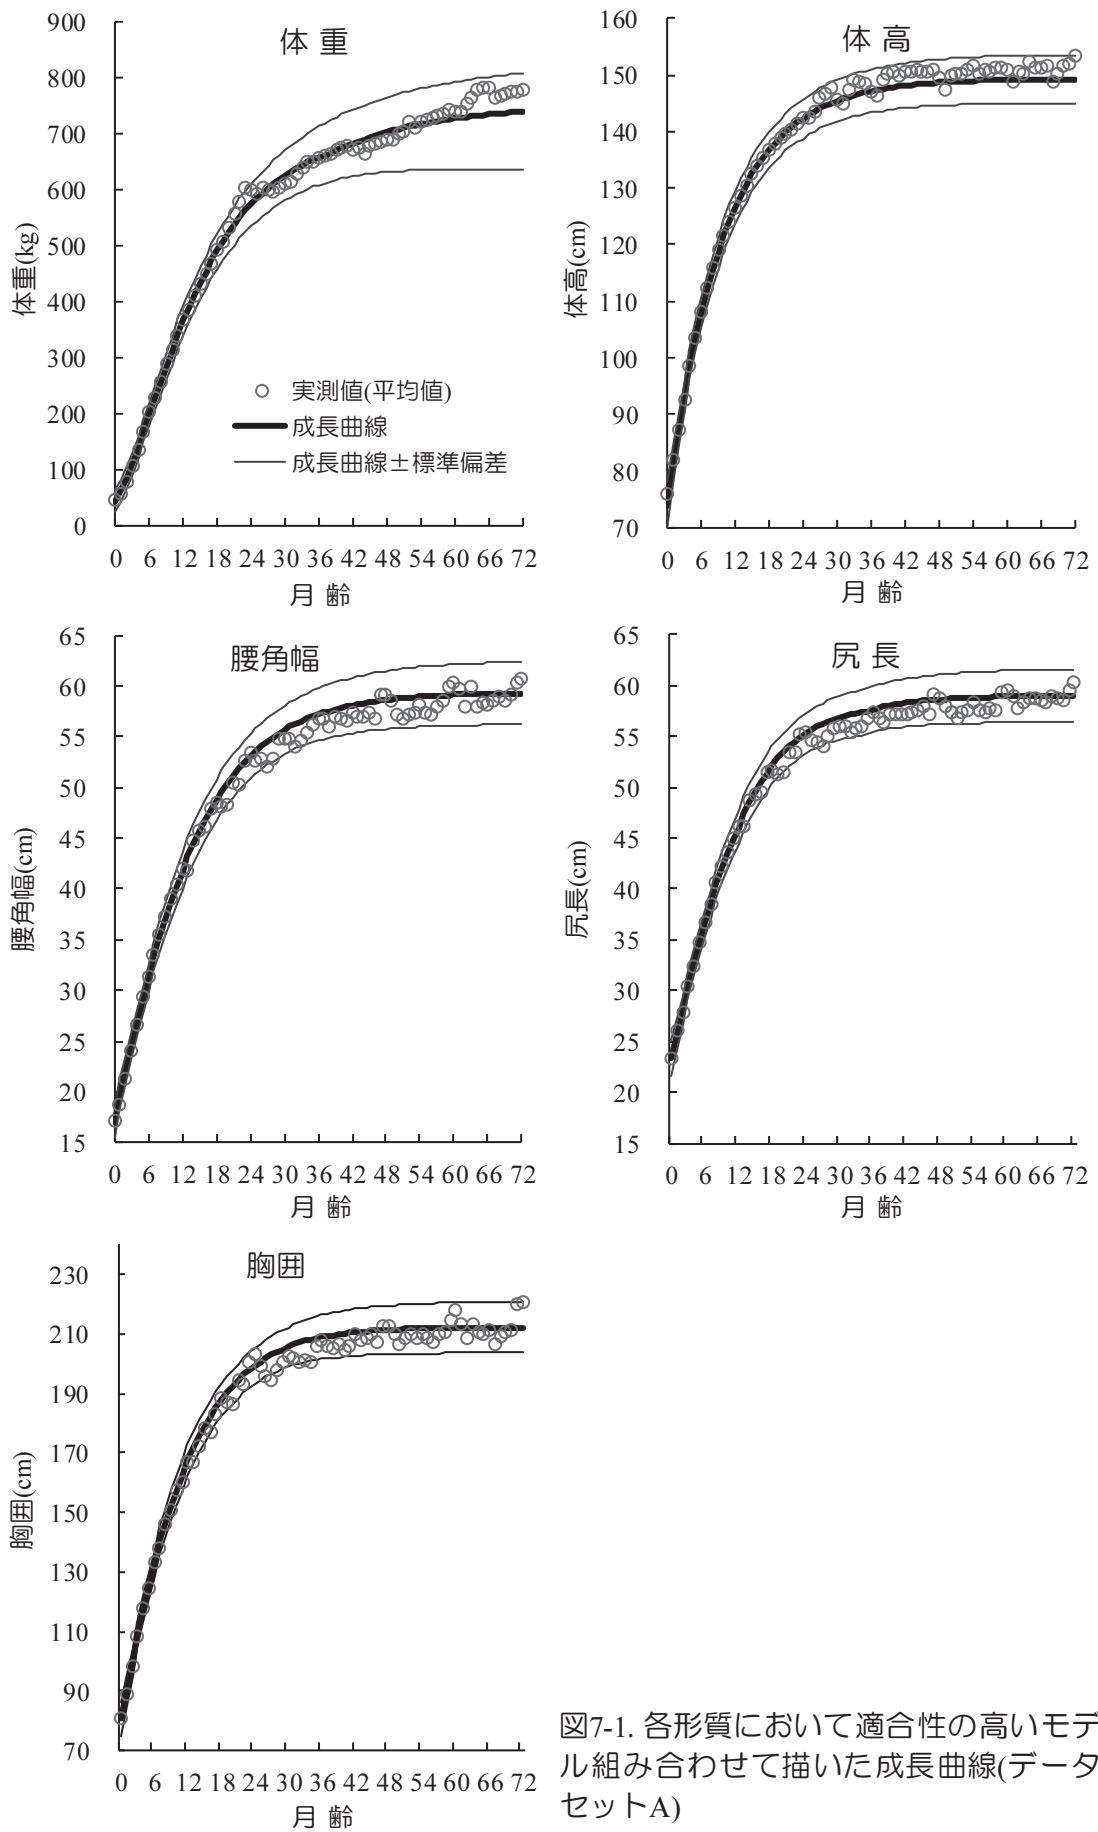 体 重
900
800
700
600
500
400
300
200
100
0
体重(kg)
実測値(平均値)
成長曲線
成長曲線±標準偏差
0 6 12 18 24 30 36 42 48 54 60 66 72
月 齢
体 高
160
150
140
130
120
110
100
90
80
70
体高(cm)
0 6 12 18 24 30 36 42 48 54 60 66 72
月 齢
腰角幅
65
60
55
50
45
40
35
30
25
20
15
腰角幅(cm)
0 6 12 18 24 30 36 42 48 54 60 66 72
月 齢
尻 長
65
60
55
50
45
40
35
30
25
20
15
尻長(cm)
0 6 12 18 24 30 36 42 48 54 60 66 72
月 齢
胸囲
230
210
190
170
150
130
110
90
70
胸囲(cm)
0 6 12 18 24 30 36 42 48 54 60 66 72
月 齢
図7-1. 各形質において適合性の高いモデ
ル組み合わせて描いた成長曲線(データ
セットA)